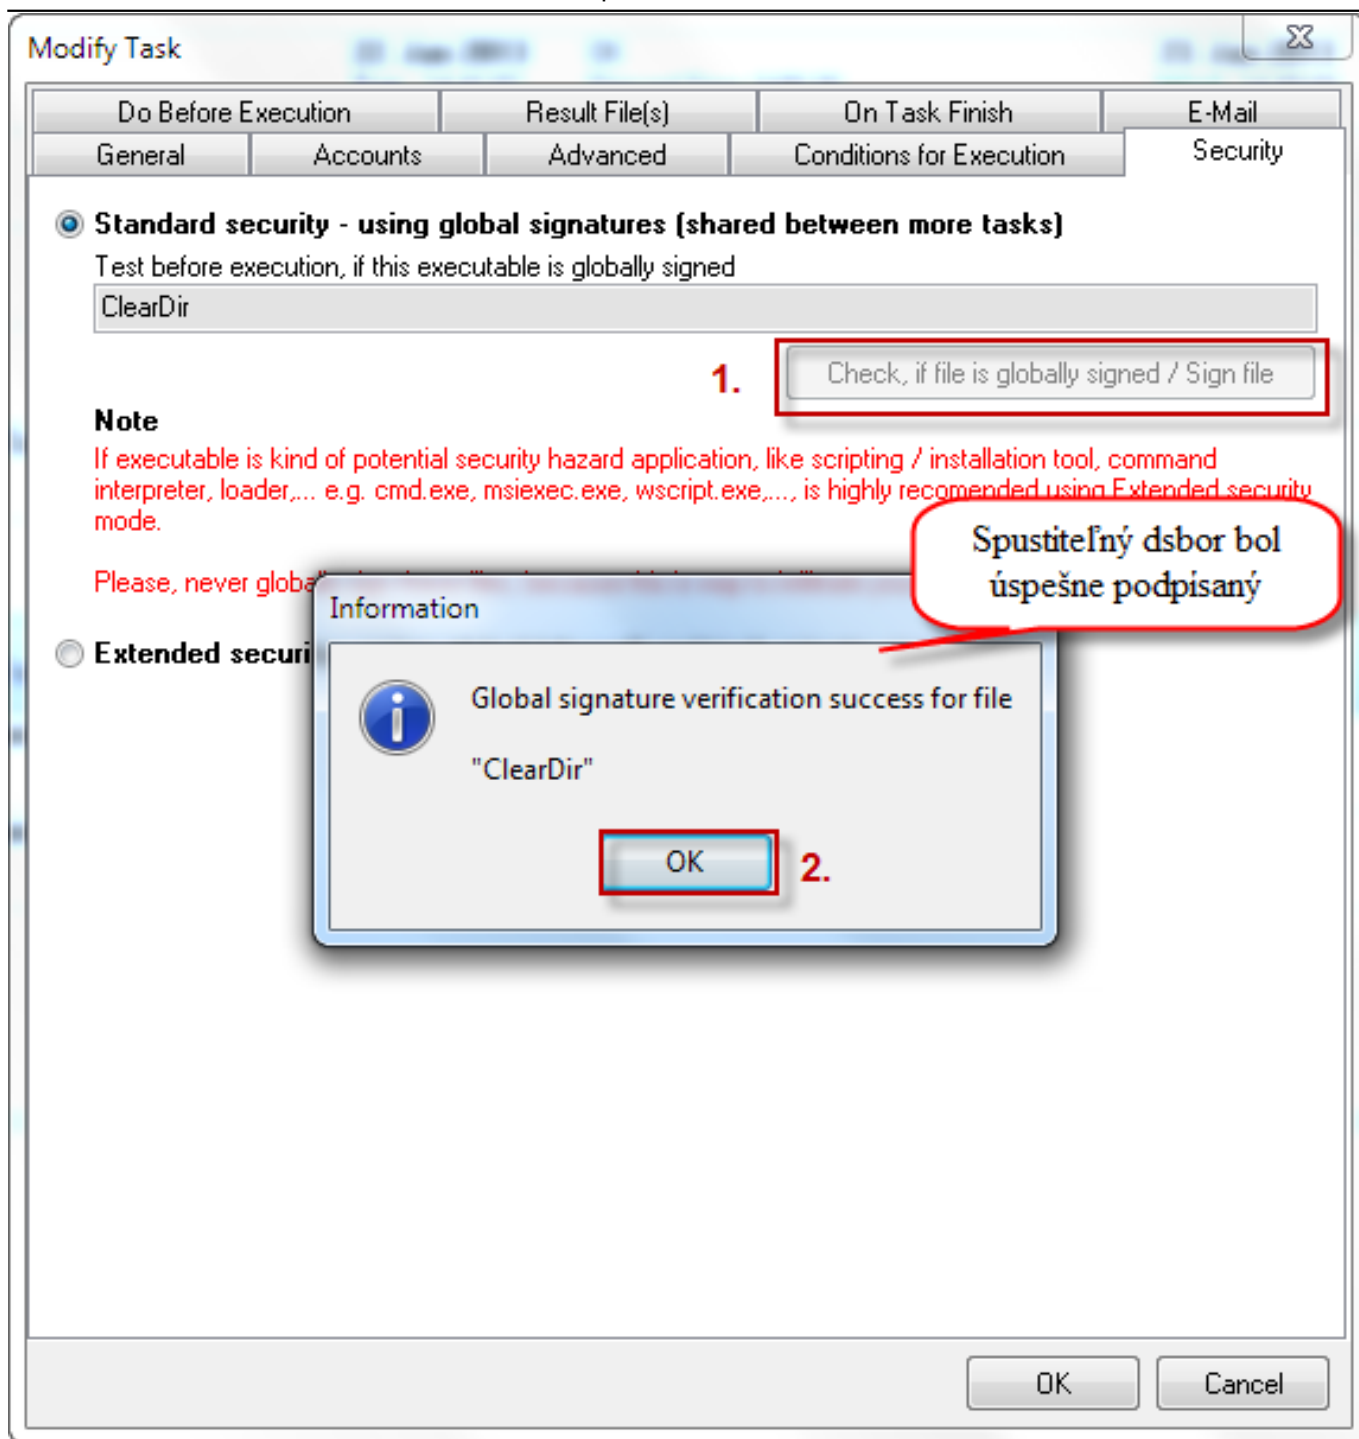 Modify Task
Do Before Execution Result File(s) On Task Finish E-Mail
General Accounts Advanced Conditions for Execution Security
Standard security - using global signatures (shared between more tasks)
Test before execution, if this executable is globally signed
ClearDir
1. Check, if file is globally signed / Sign file
Note
If executable is kind of potential security hazard application, like scripting / installation tool, command
interpreter, loader,... e.g. cmd.exe, msiexec.exe, wscript.exe,..., is highly recomended using Extended security
mode.
Spustiteľný dsbor bol
úspešne podpísaný
Please, never
Information
Extended
Global signature verification success for file
"ClearDir"
OK 2.
OK Cancel